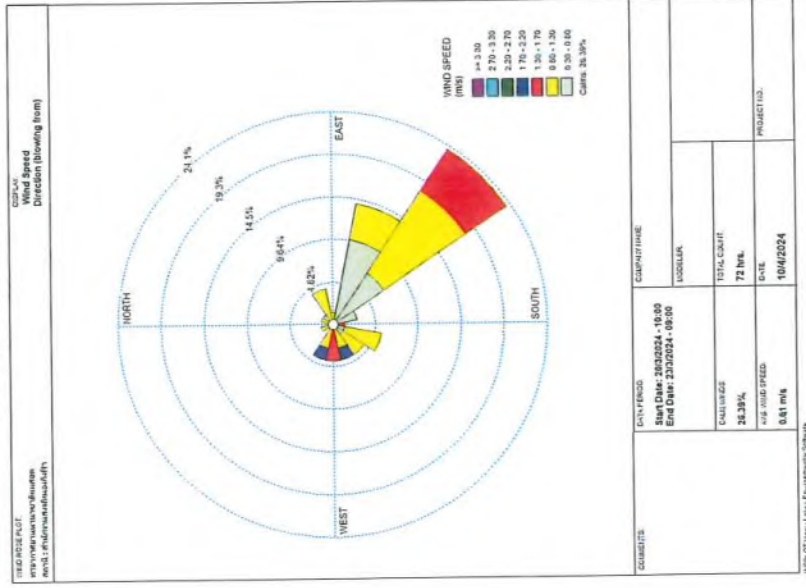 WIND ROSE PLOT:
DISPLAY:
Wind Speed
Direction (blowing from)
NORTH
24.1%
19.3%
14.5%
9.64%
4.82%
WEST
EAST
SOUTH
WIND SPEED
(m/s)
>= 3.30
2.70 - 3.30
2.20 - 2.70
1.70 - 2.20
1.30 - 1.70
0.80 - 1.30
0.30 - 0.80
Calms: 26.39%
COMMENTS:
DATA PERIOD:
Start Date: 20/3/2024 - 10:00
End Date: 23/3/2024 - 09:00
COMPANY NAME:
MODELER:
CALM WINDS:
26.39%
TOTAL COUNT:
72 hrs.
AVG. WIND SPEED:
0.81 m/s
DATE:
10/4/2024
PROJECT NO.: